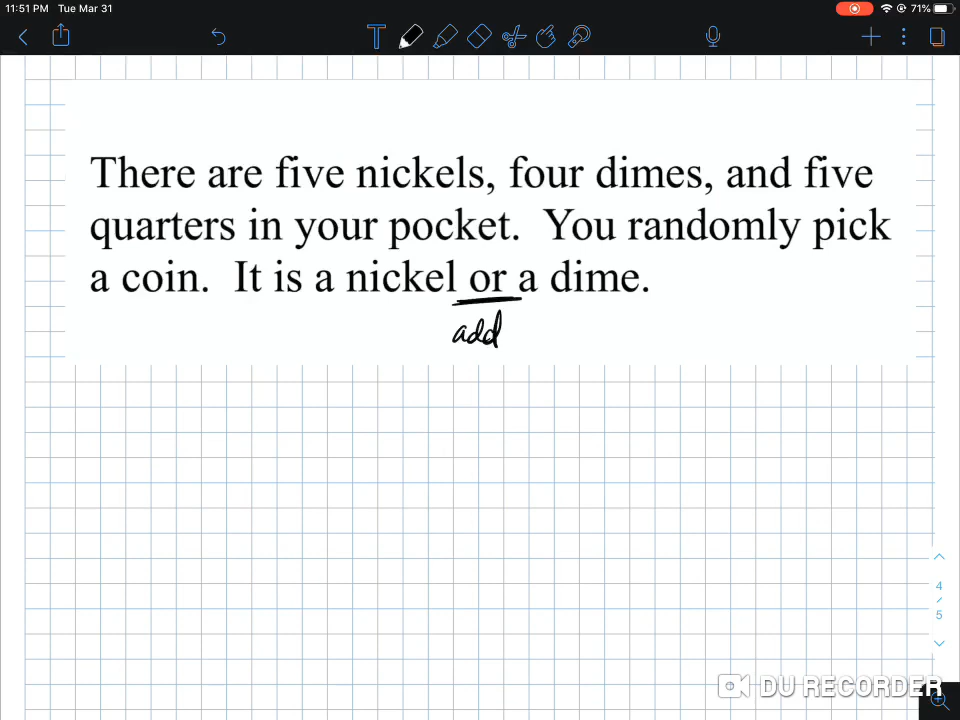 11:51 PM Tue Mar 31 71%
There are five nickels, four dimes, and five
quarters in your pocket. You randomly pick
a coin. It is a nickel or a dime.
add
4
5
DU RECORDER